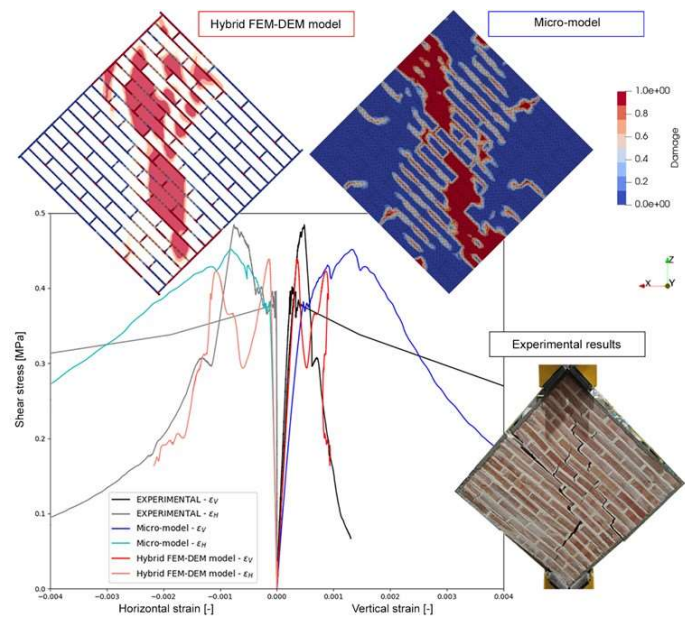 Hybrid FEM-DEM model
Micro-model
1.0e+00
0.8
0.6
0.4
0.2
0.0e+00
Damage
Z
X
Y
0.5
0.4
0.3
0.2
0.1
0.0
Shear stress [MPa]
Experimental results
EXPERIMENTAL - εV
EXPERIMENTAL - εH
Micro-model - εV
Micro-model - εH
Hybrid FEM-DEM model - εV
Hybrid FEM-DEM model - εH
−0.004 −0.003 −0.002 −0.001 0.000 0.001 0.002 0.003 0.004
Horizontal strain [-] Vertical strain [-]